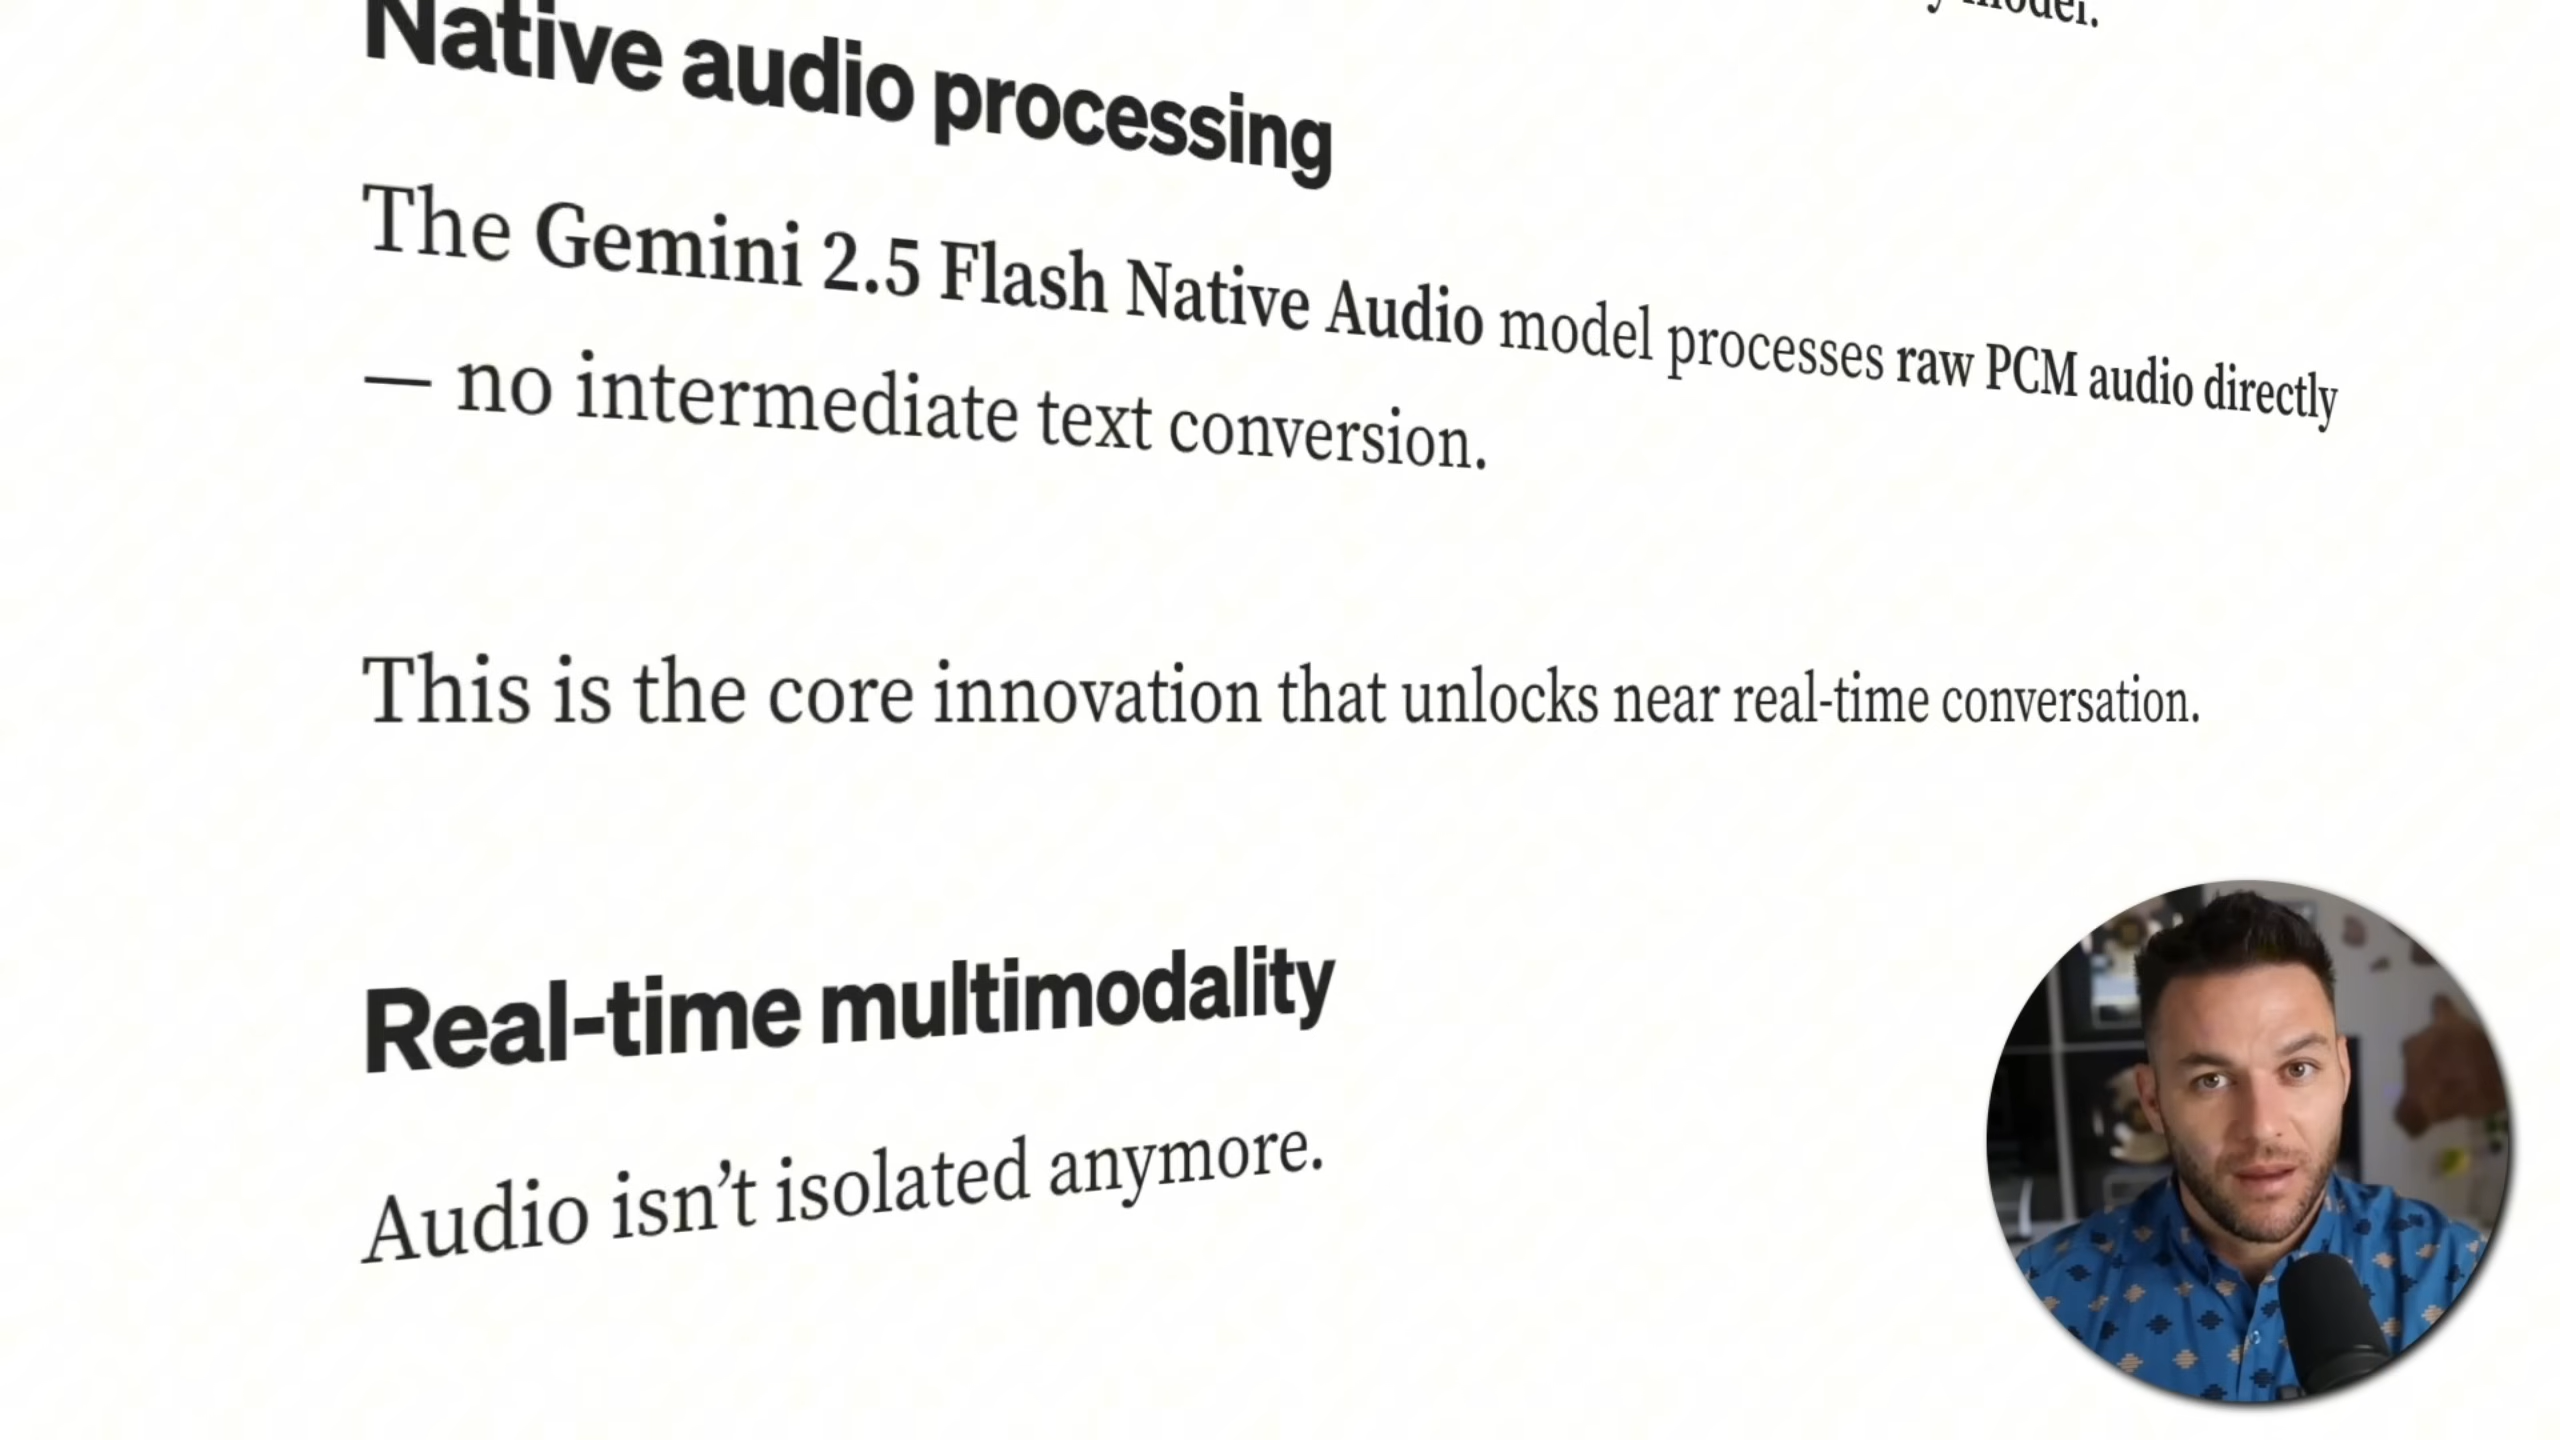 model.
Native audio processing
The Gemini 2.5 Flash Native Audio model processes raw PCM audio directly
— no intermediate text conversion.
This is the core innovation that unlocks near real-time conversation.
Real-time multimodality
Audio isn’t isolated anymore.